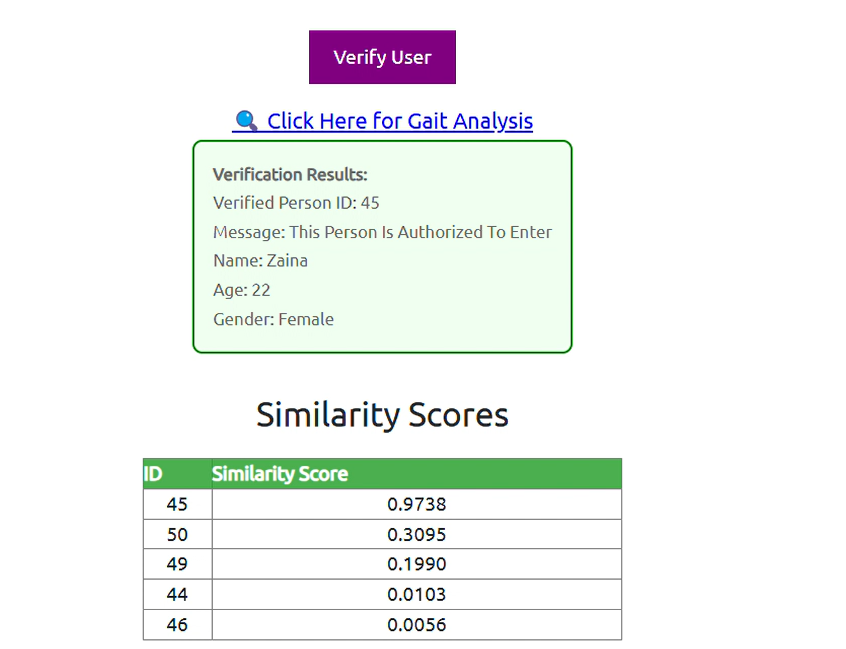 Verify User
🔍 Click Here for Gait Analysis
Verification Results:
Verified Person ID: 45
Message: This Person Is Authorized To Enter
Name: Zaina
Age: 22
Gender: Female
Similarity Scores
ID Similarity Score
45 0.9738
50 0.3095
49 0.1990
44 0.0103
46 0.0056